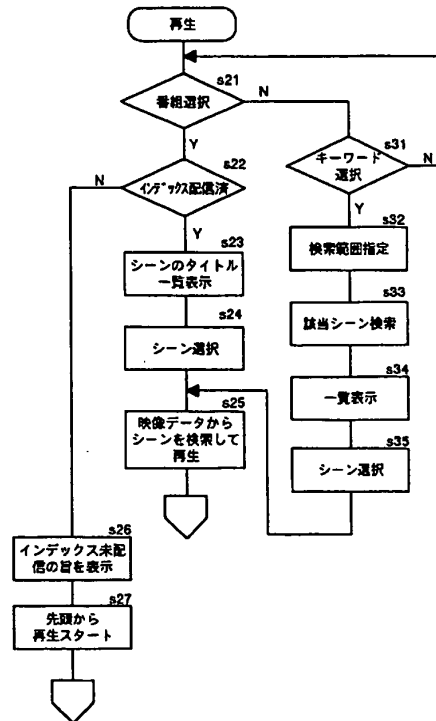 再生
s21
番組選択
N
Y
s22
インデックス配信済
N
Y
s23
シーンのタイトル
一覧表示
s24
シーン選択
s25
映像データから
シーンを検索して
再生
s26
インデックス未配
信の旨を表示
s27
先頭から
再生スタート
s31
キーワード
選択
N
Y
s32
検索範囲指定
s33
該当シーン検索
s34
一覧表示
s35
シーン選択